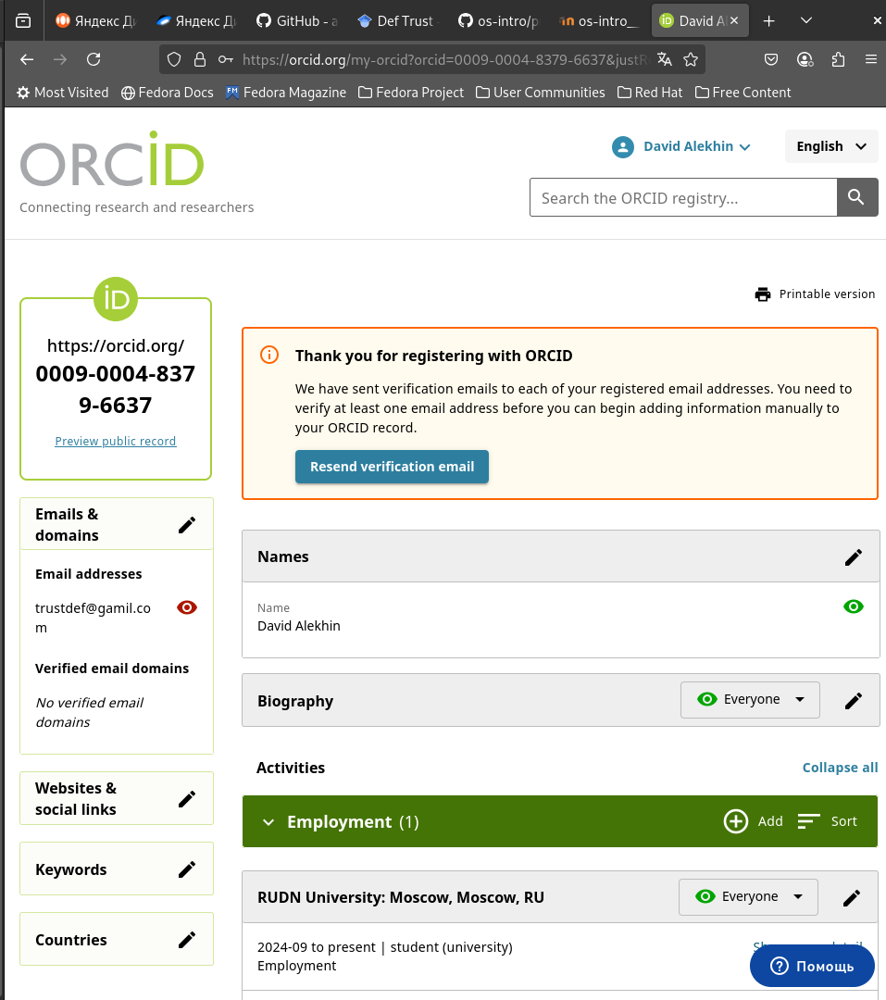 Яндекс Ди
Яндекс Ди
GitHub - a
Def Trust
os-intro/p
os-intro__
David A
https://orcid.org/my-orcid?orcid=0009-0004-8379-6637&justR
Most Visited
Fedora Docs
Fedora Magazine
Fedora Project
User Communities
Red Hat
Free Content
ORCiD
Connecting research and researchers
David Alekhin
English
Search the ORCID registry...
Printable version
iD
https://orcid.org/
0009-0004-837
9-6637
Preview public record
Thank you for registering with ORCID
We have sent verification emails to each of your registered email addresses. You need to
verify at least one email address before you can begin adding information manually to
your ORCID record.
Resend verification email
Emails &
domains
Email addresses
trustdef@gamil.co
m
Verified email domains
No verified email
domains
Websites &
social links
Keywords
Countries
Names
Name
David Alekhin
Biography
Everyone
Activities
Collapse all
Employment (1)
Add
Sort
RUDN University: Moscow, Moscow, RU
Everyone
2024-09 to present | student (university)
Employment
Помощь